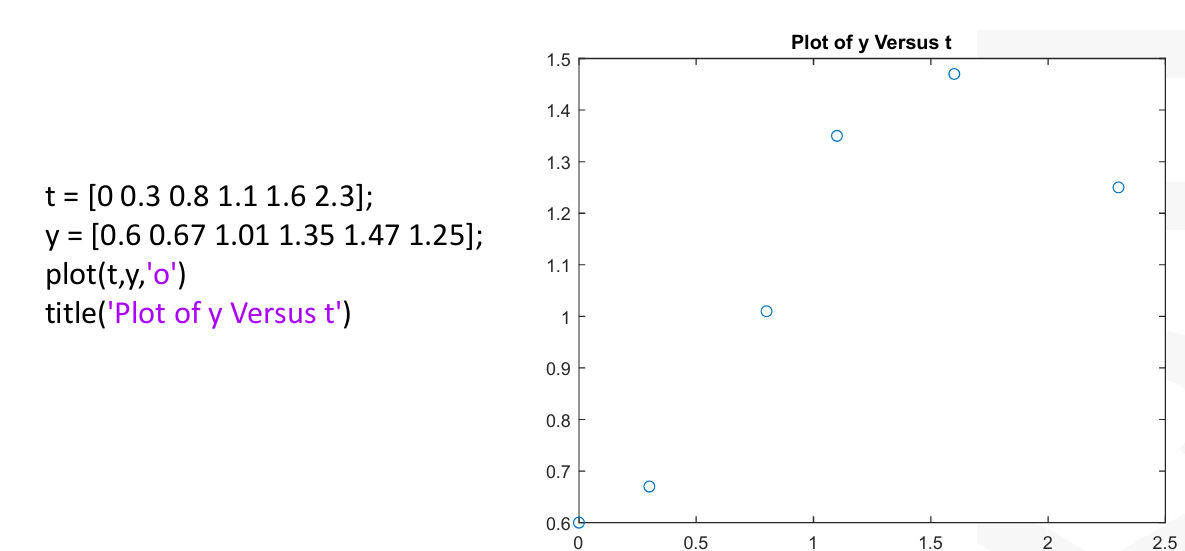 t = [0 0.3 0.8 1.1 1.6 2.3];
y = [0.6 0.67 1.01 1.35 1.47 1.25];
plot(t,y,'o')
title('Plot of y Versus t')
Plot of y Versus t
1.5
1.4
1.3
1.2
1.1
1
0.9
0.8
0.7
0.6
0 0.5 1 1.5 2 2.5